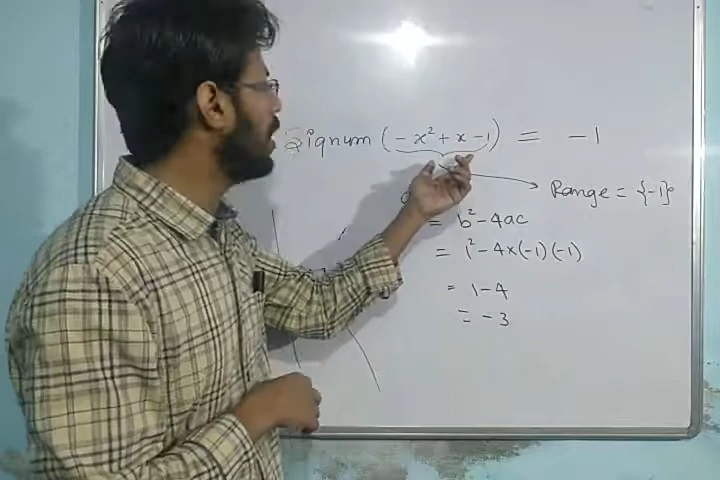 Signum (-x² + x - 1) = -1
Range = {-1}
= b² - 4ac
= 1² - 4x(-1)(-1)
= 1 - 4
= -3